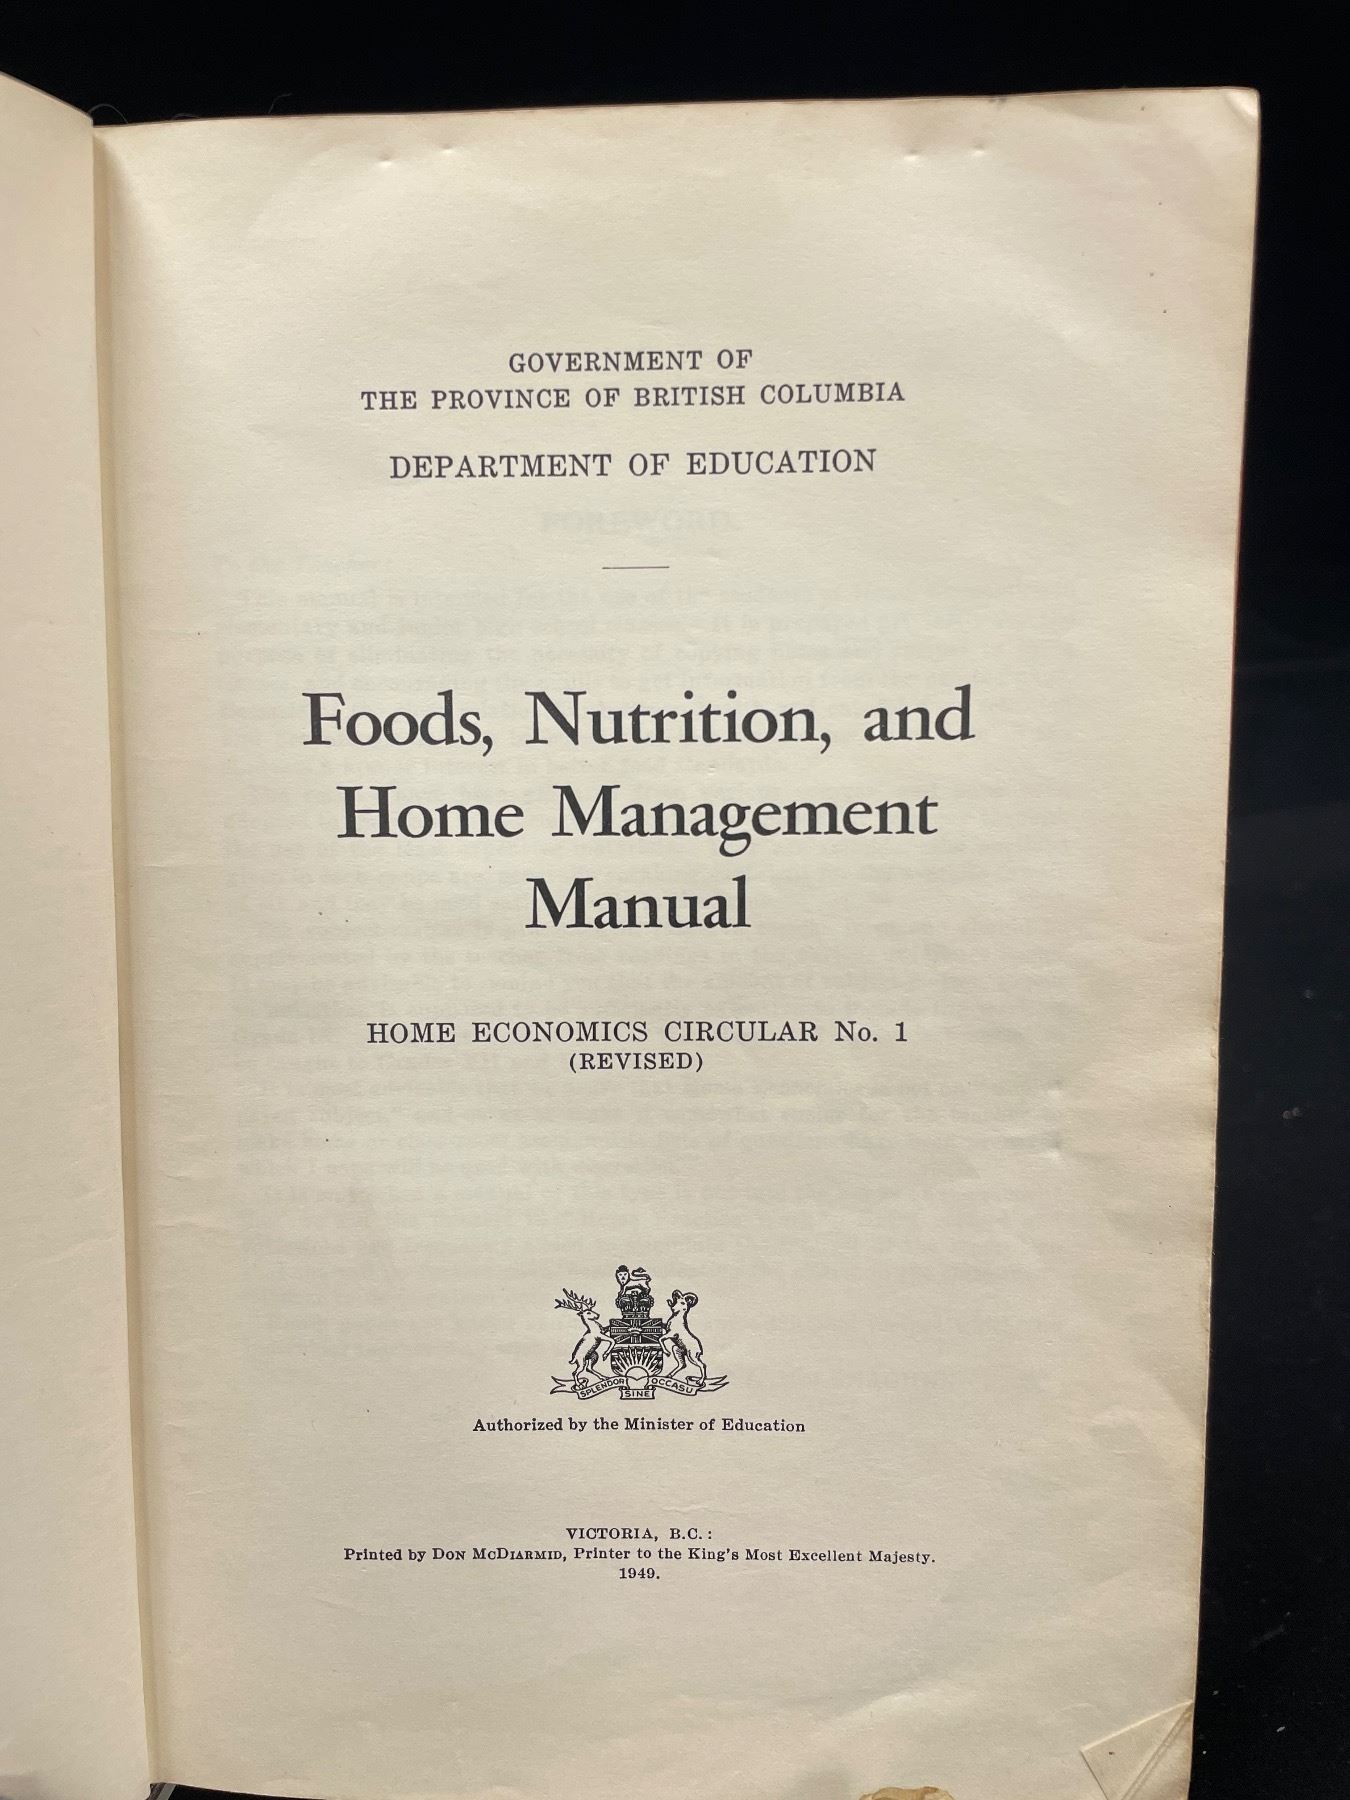 GOVERNMENT OF
THE PROVINCE OF BRITISH COLUMBIA
DEPARTMENT OF EDUCATION
Foods, Nutrition, and
Home Management
Manual
HOME ECONOMICS CIRCULAR No. 1
(REVISED)
SPLENDOR SINE OCCASU
Authorized by the Minister of Education
VICTORIA, B.C.:
Printed by DON MCDIARMID, Printer to the King's Most Excellent Majesty.
1949.